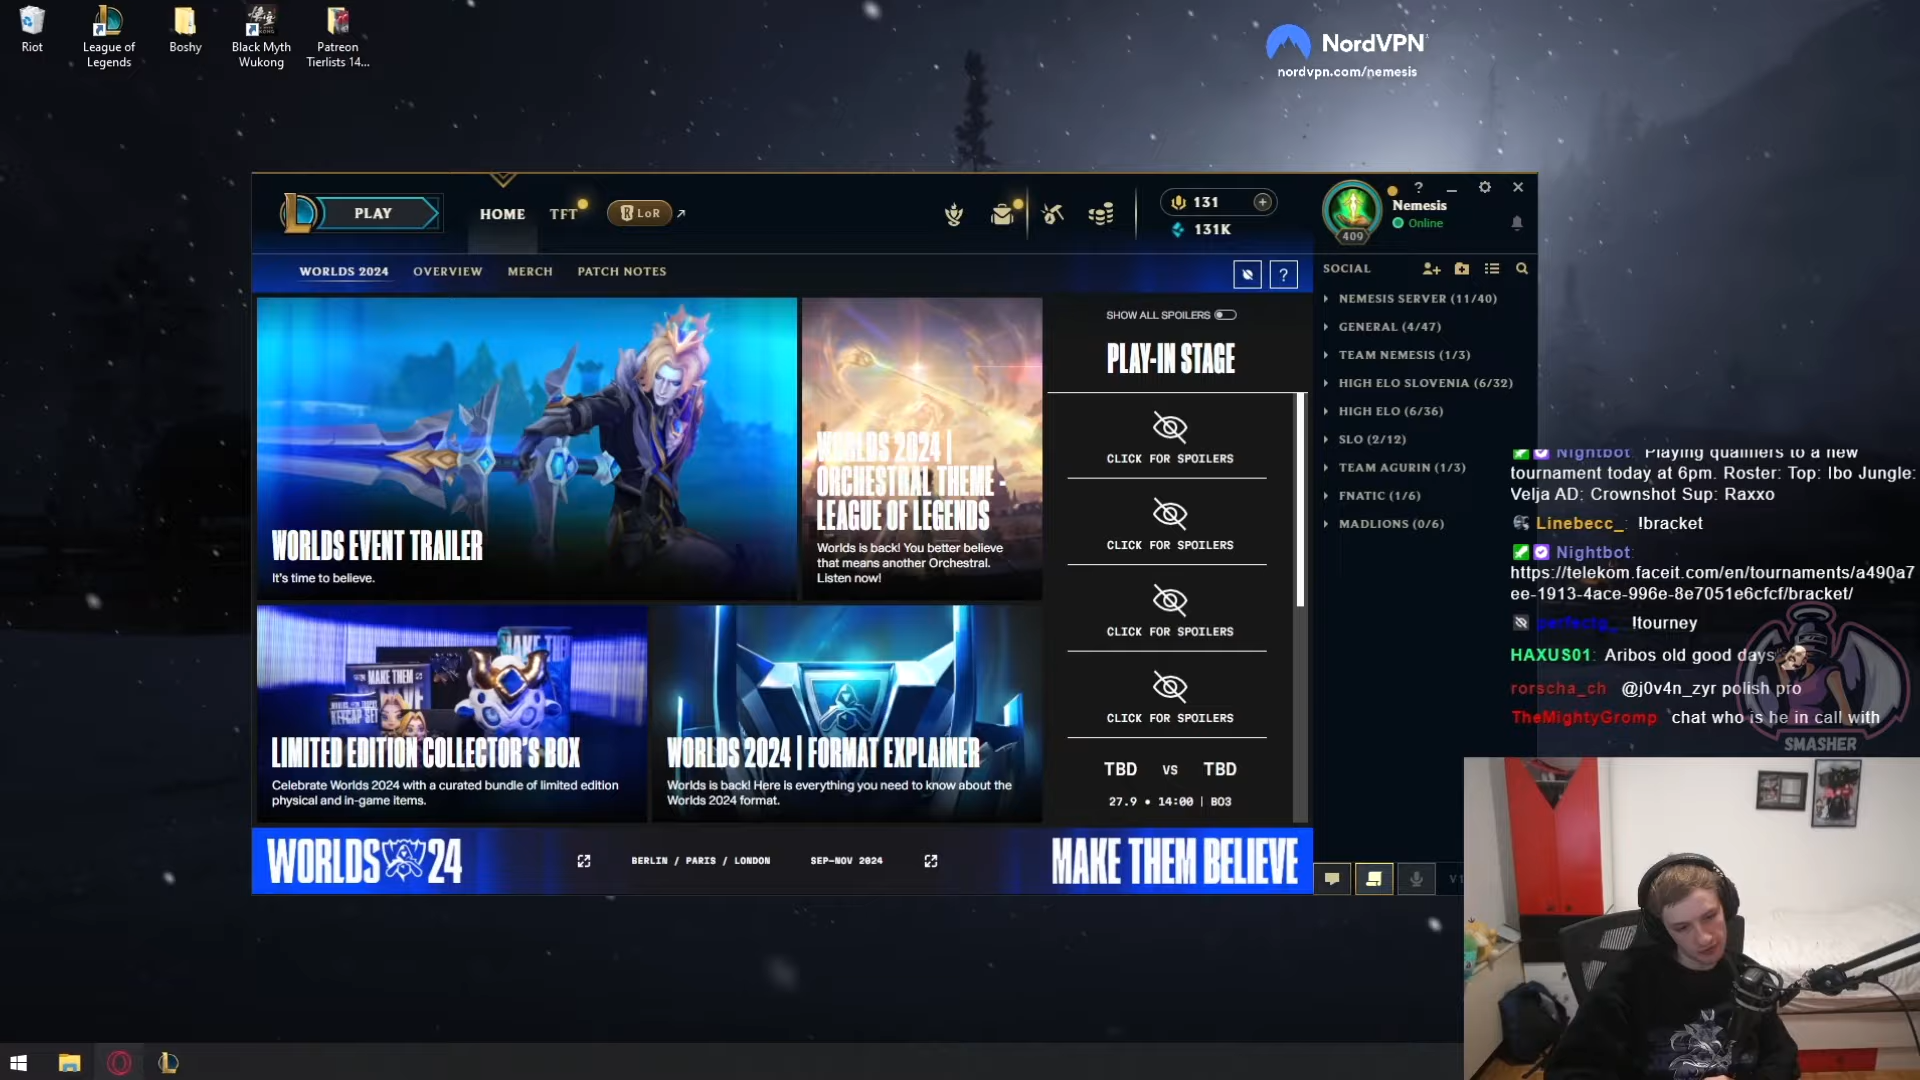 Riot
League of
Legends
Boshy
Black Myth
Wukong
Patreon
Tierlists 14...
NordVPN
nordvpn.com/nemesis
PLAY
HOME
TFT
LoR
131
131K
409
Nemesis
Online
WORLDS 2024
OVERVIEW
MERCH
PATCH NOTES
SOCIAL
NEMESIS SERVER (11/40)
GENERAL (4/47)
TEAM NEMESIS (1/3)
HIGH ELO SLOVENIA (6/32)
HIGH ELO (6/36)
SLO (2/12)
TEAM AGURIN (1/3)
FNATIC (1/6)
MADLIONS (0/6)
WORLDS EVENT TRAILER
It's time to believe.
WORLDS 2024 |
ORCHESTRAL THEME -
LEAGUE OF LEGENDS
Worlds is back! You better believe
that means another Orchestral.
Listen now!
SHOW ALL SPOILERS
PLAY-IN STAGE
CLICK FOR SPOILERS
CLICK FOR SPOILERS
CLICK FOR SPOILERS
CLICK FOR SPOILERS
TBD VS TBD
27.9 • 14:00 | BO3
LIMITED EDITION COLLECTOR'S BOX
Celebrate Worlds 2024 with a curated bundle of limited edition
physical and in-game items.
WORLDS 2024 | FORMAT EXPLAINER
Worlds is back! Here is everything you need to know about the
Worlds 2024 format.
WORLDS 24
BERLIN / PARIS / LONDON
SEP-NOV 2024
MAKE THEM BELIEVE
V1
Nightbot: Playing qualifiers to a new
tournament today at 6pm. Roster: Top: Ibo Jungle:
Velja AD: Crownshot Sup: Raxxo
Linebecc_: !bracket
Nightbot:
https://telekom.faceit.com/en/tournaments/a490a7
ee-1913-4ace-996e-8e7051e6cfcf/bracket/
!tourney
HAXUS01: Aribos old good days
rorscha_ch @j0v4n_zyr polish pro
TheMightyGromp chat who is he in call with
SMASHER